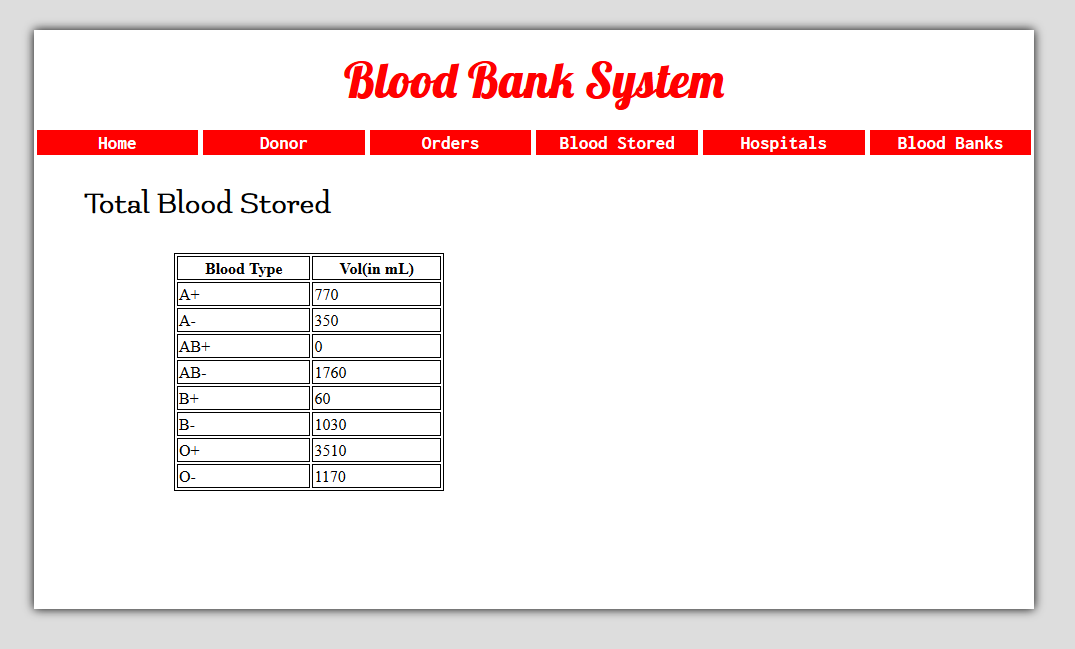 Blood Bank System
Home Donor Orders Blood Stored Hospitals Blood Banks
Total Blood Stored
Blood Type Vol(in mL)
A+ 770
A- 350
AB+ 0
AB- 1760
B+ 60
B- 1030
O+ 3510
O- 1170